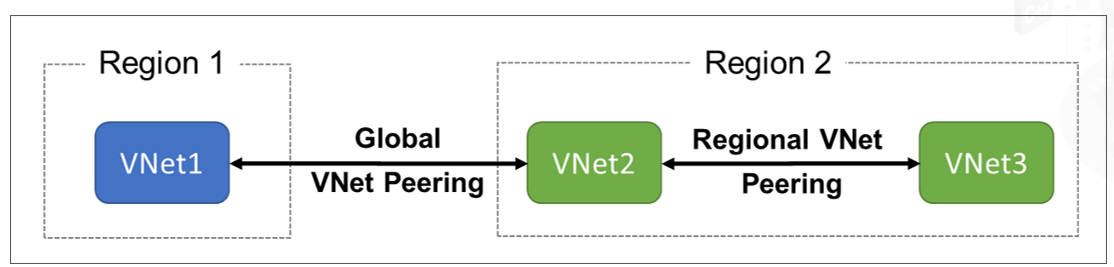 Region 1
Region 2
VNet1
Global
VNet Peering
VNet2
Regional VNet
Peering
VNet3